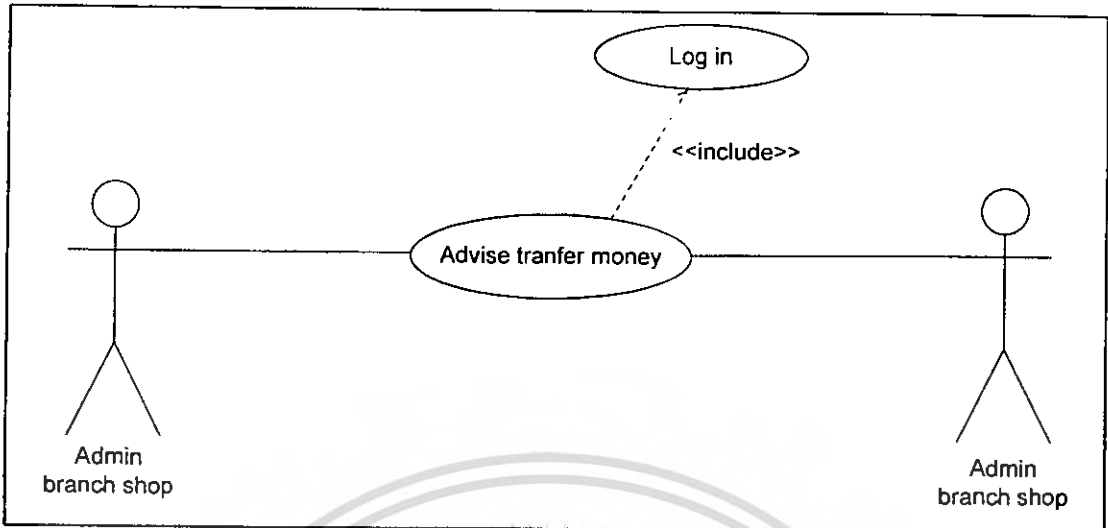 Log in
<<include>>
Advise tranfer money
Admin
branch shop
Admin
branch shop